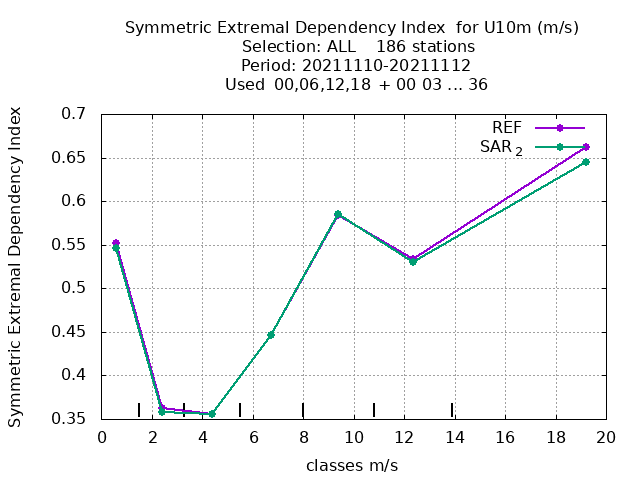 Symmetric Extremal Dependency Index for U10m (m/s)
Selection: ALL 186 stations
Period: 20211110-20211112
Used 00,06,12,18 + 00 03 ... 36
Symmetric Extremal Dependency Index
0.7
0.65
0.6
0.55
0.5
0.45
0.4
0.35
REF
SAR 2
0 2 4 6 8 10 12 14 16 18 20
classes m/s